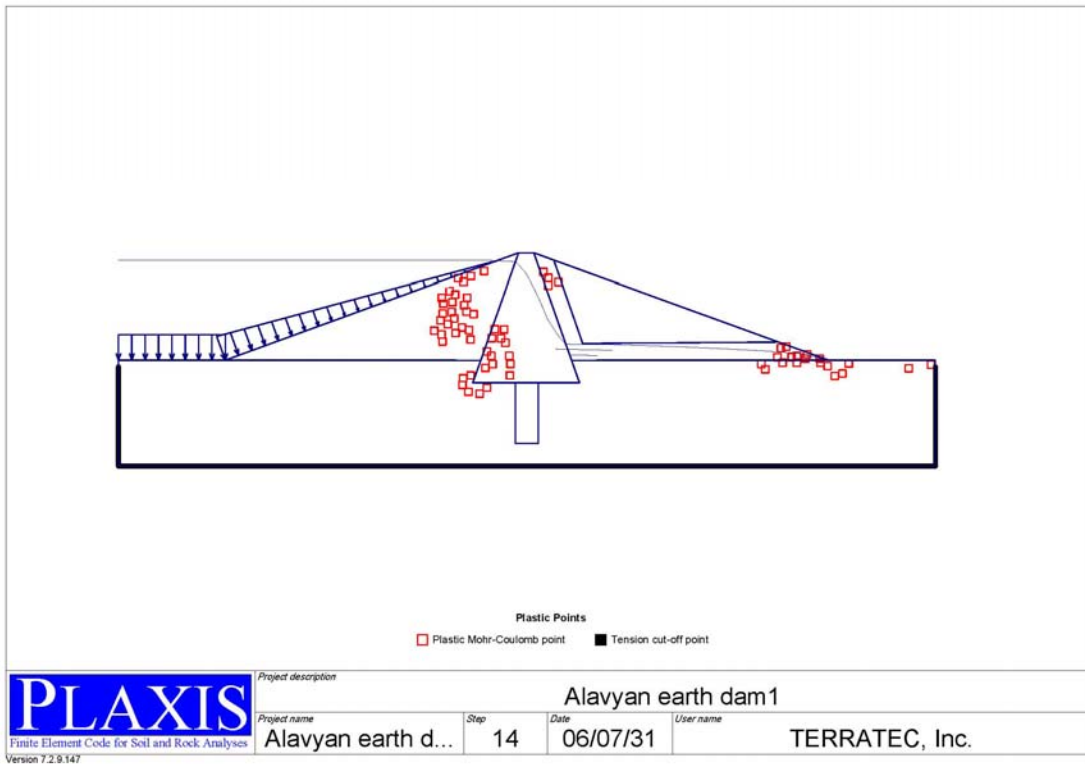 Plastic Points
Plastic Mohr-Coulomb point Tension cut-off point
PLAXIS
Finite Element Code for Soil and Rock Analyses
Version 7.2.9.147
Project description
Alavyan earth dam1
Project name
Alavyan earth d...
Step
14
Date
06/07/31
User name
TERRATEC, Inc.